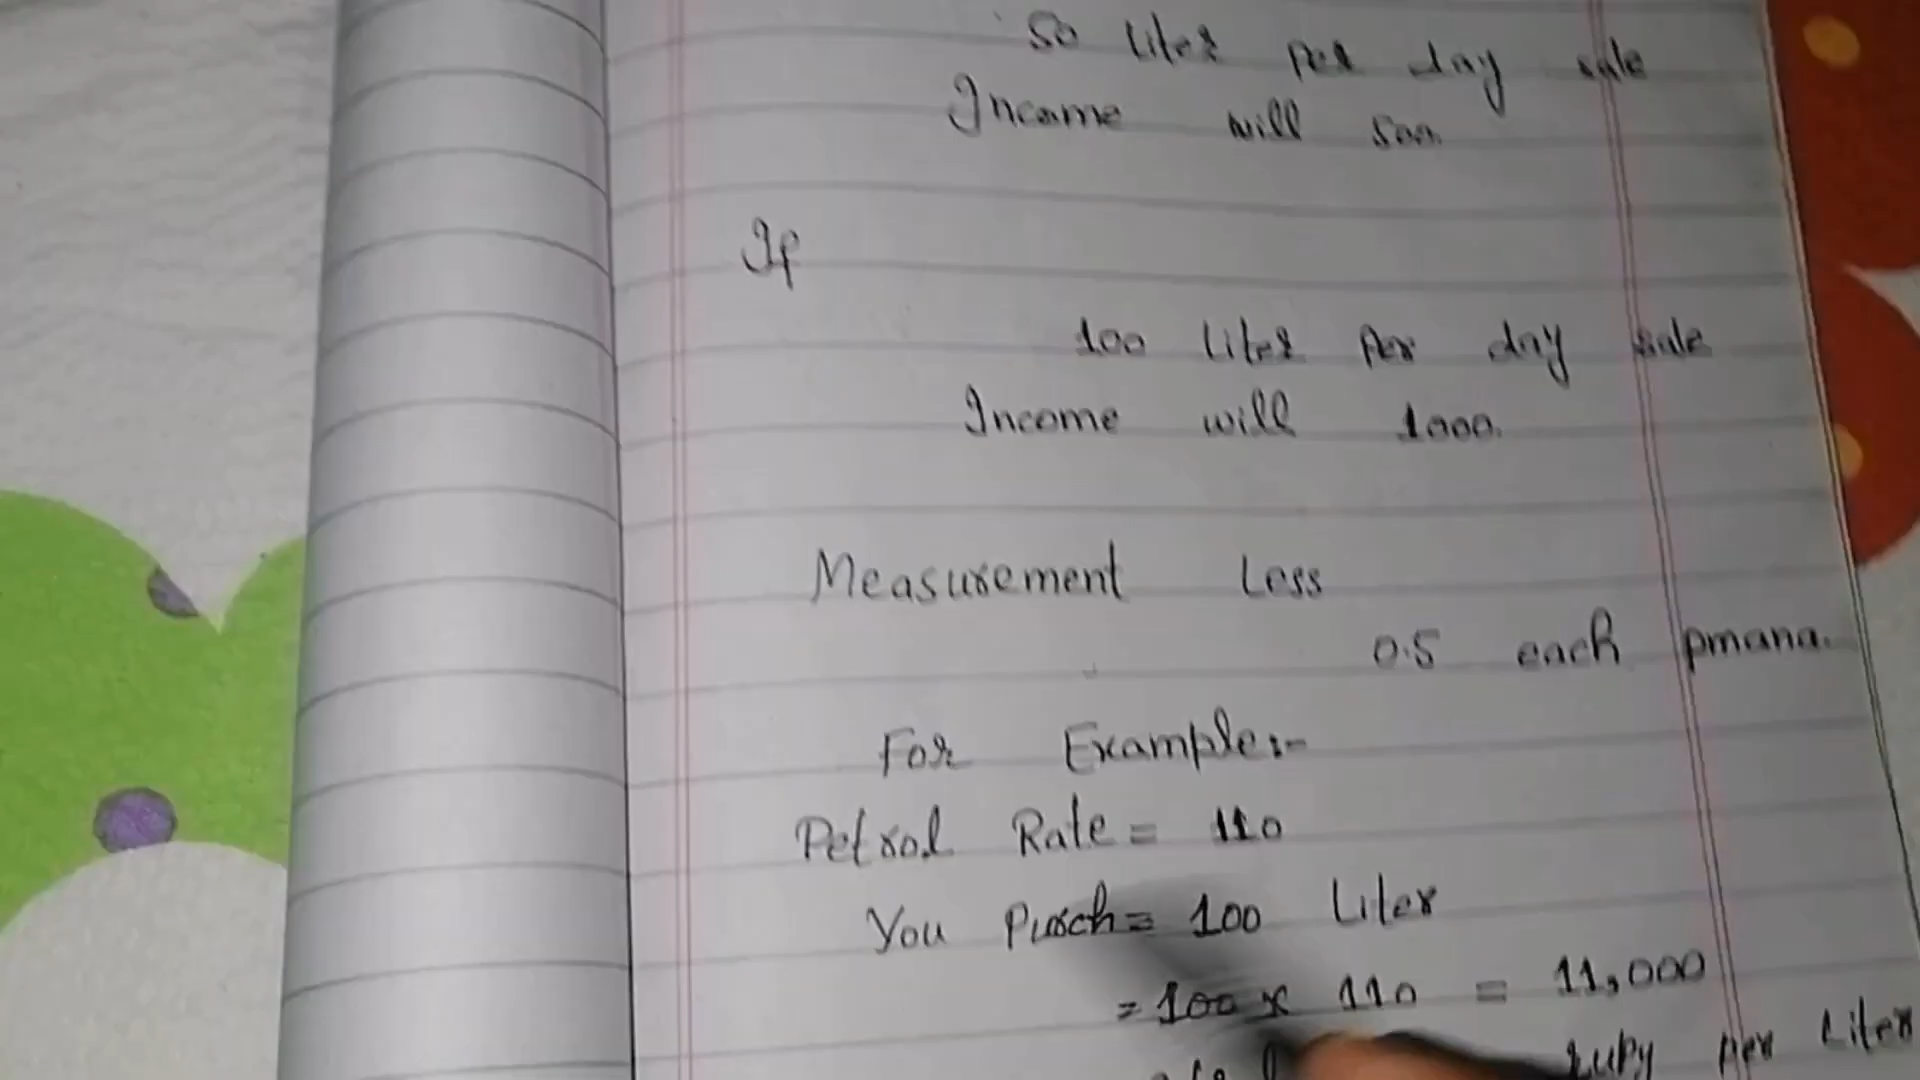 50 liter per day sale
Income will 500.
If
100 liter per day sale
Income will 1000.
Measurement Less
0.5 each pmana.
For Example:-
Petrol Rate = 110
You Purch = 100 Liter
= 100 x 110 = 11,000
per Liter